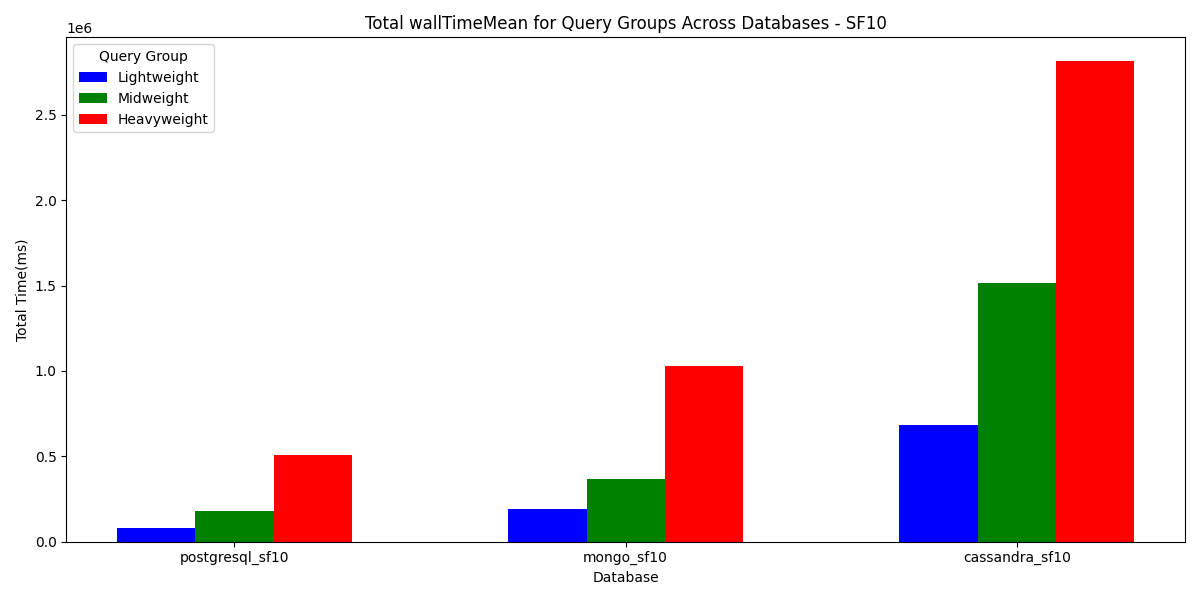 Total wallTimeMean for Query Groups Across Databases - SF10
1e6
Query Group
Lightweight
Midweight
Heavyweight
2.5
2.0
1.5
1.0
0.5
0.0
Total Time(ms)
postgresql_sf10
mongo_sf10
cassandra_sf10
Database